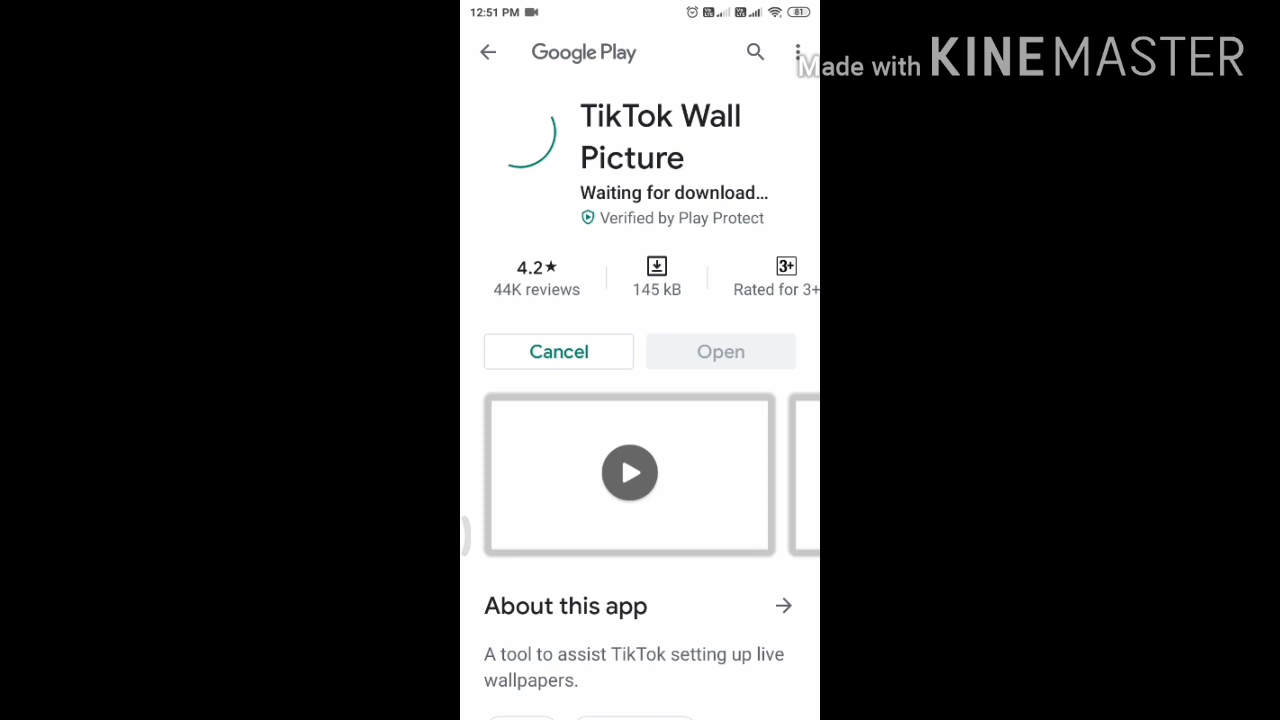 12:51 PM
81
Google Play
Made with KINEMASTER
TikTok Wall
Picture
Waiting for download...
Verified by Play Protect
4.2★
3+
44K reviews
145 kB
Rated for 3+
Cancel
Open
About this app
A tool to assist TikTok setting up live
wallpapers.